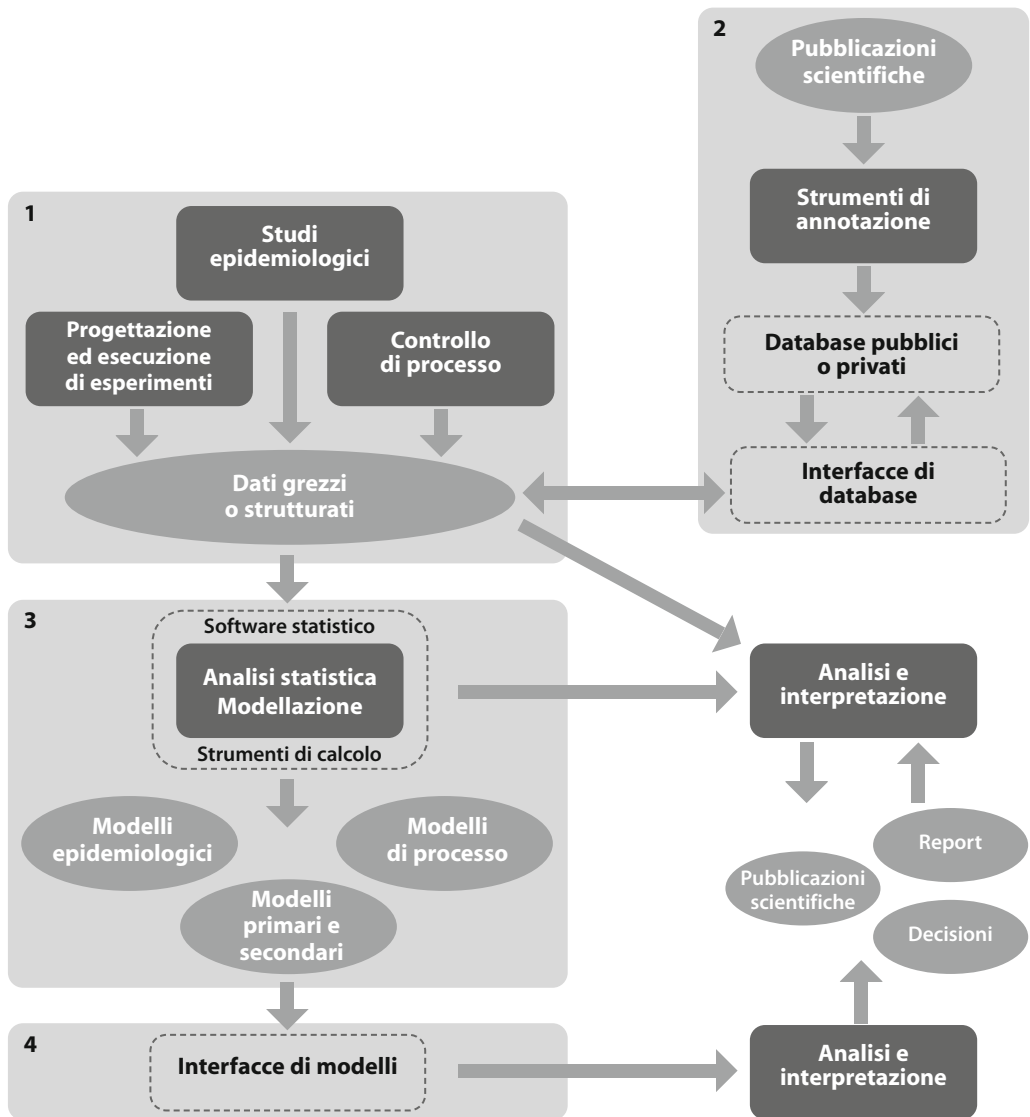 2
Pubblicazioni
scientifiche
Strumenti di
annotazione
Database pubblici
o privati
Interfacce di
database
1
Studi
epidemiologici
Progettazione
ed esecuzione
di esperimenti
Controllo
di processo
Dati grezzi
o strutturati
3
Software statistico
Analisi statistica
Modellazione
Strumenti di calcolo
Modelli
epidemiologici
Modelli
di processo
Modelli
primari e
secondari
Analisi e
interpretazione
Report
Pubblicazioni
scientifiche
Decisioni
4
Interfacce di modelli
Analisi e
interpretazione